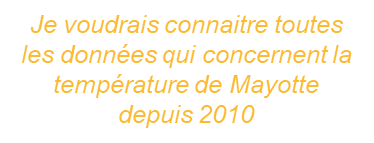 Je voudrais connaitre toutes
les données qui concernent la
température de Mayotte
depuis 2010